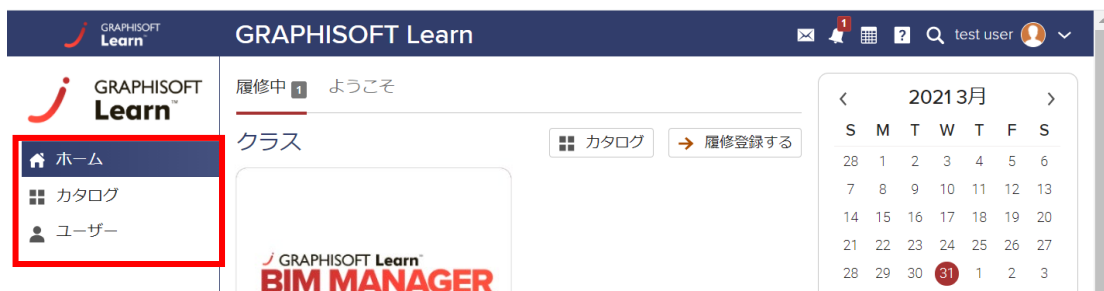 GRAPHISOFT
Learn™
GRAPHISOFT Learn
1
?
test user
GRAPHISOFT
Learn™
ホーム
カタログ
ユーザー
履修中 1
ようこそ
クラス
カタログ
履修登録する
GRAPHISOFT Learn™
BIM MANAGER
< 2021 3月 >
S M T W T F S
28 1 2 3 4 5 6
7 8 9 10 11 12 13
14 15 16 17 18 19 20
21 22 23 24 25 26 27
28 29 30 31 1 2 3